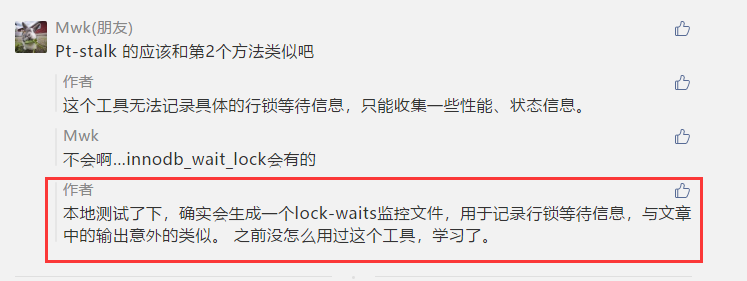 Mwk(朋友)
Pt-stalk 的应该和第2个方法类似吧
作者
这个工具无法记录具体的行锁等待信息，只能收集一些性能、状态信息。
Mwk
不会啊...innodb_wait_lock会有的
作者
本地测试了下，确实会生成一个lock-waits监控文件，用于记录行锁等待信息，与文章
中的输出意外的类似。 之前没怎么用过这个工具，学习了。